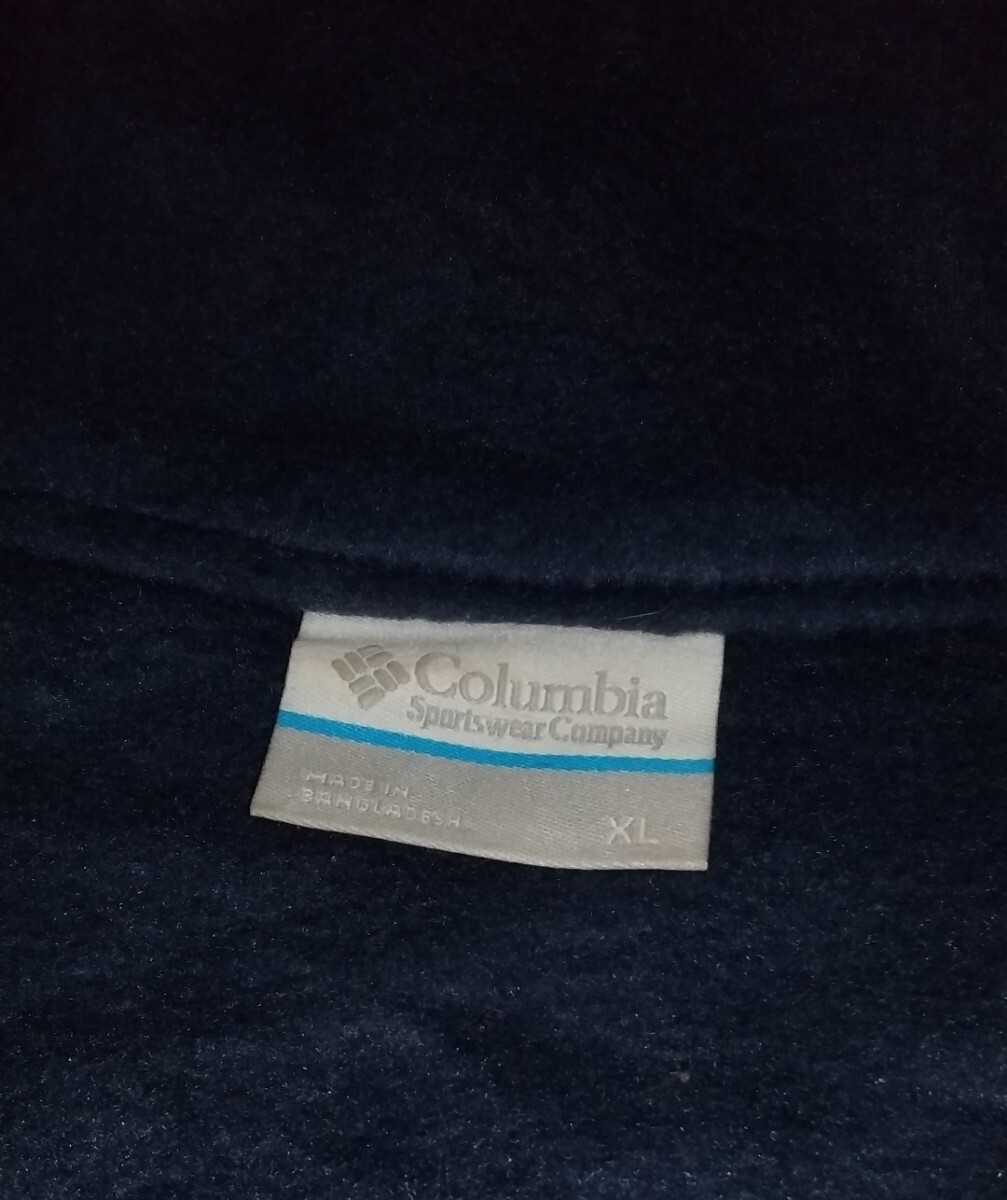 Columbia
Sportswear Company
MADE IN
BANGLADESH
XL